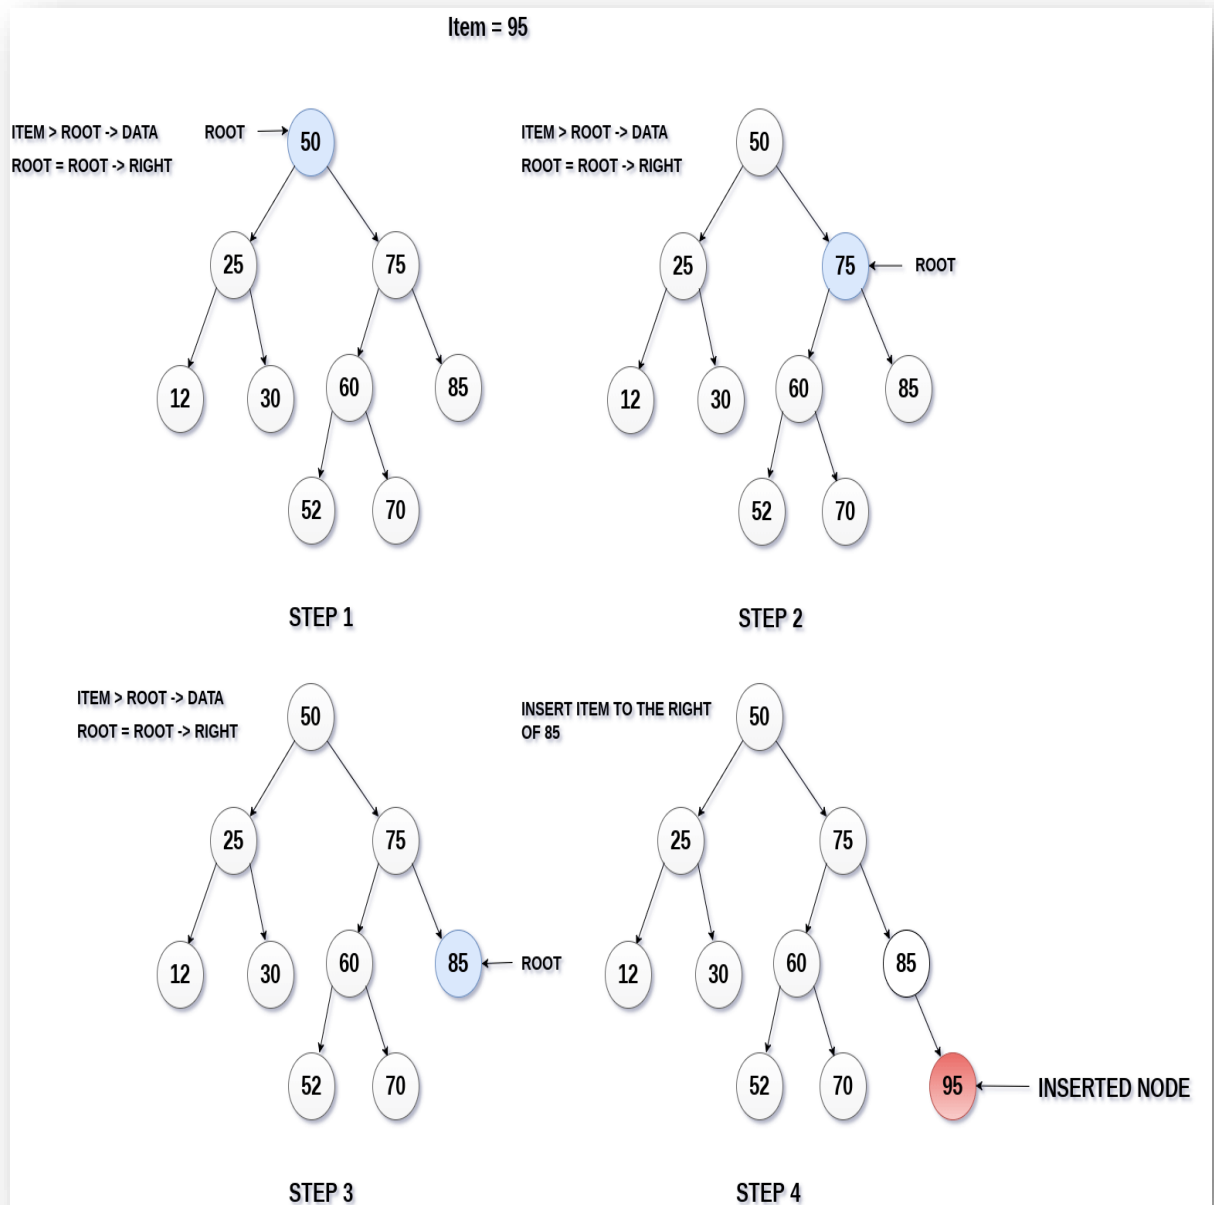 Item = 95
ITEM > ROOT -> DATA
ROOT = ROOT -> RIGHT
ROOT
50
25
75
12
30
60
85
52
70
STEP 1
ITEM > ROOT -> DATA
ROOT = ROOT -> RIGHT
50
25
75
ROOT
12
30
60
85
52
70
STEP 2
ITEM > ROOT -> DATA
ROOT = ROOT -> RIGHT
50
25
75
12
30
60
85
ROOT
52
70
STEP 3
INSERT ITEM TO THE RIGHT
OF 85
50
25
75
12
30
60
85
52
70
95
INSERTED NODE
STEP 4